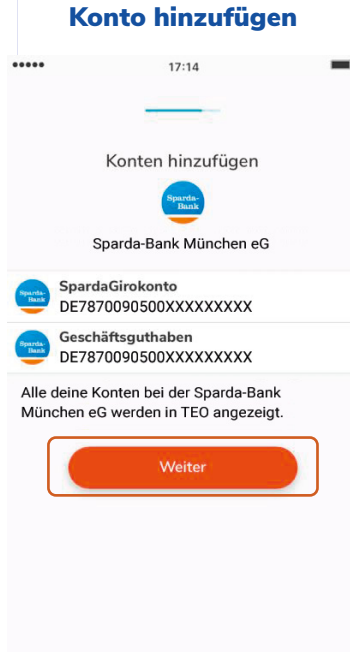 Konto hinzufügen
17:14
Konten hinzufügen
Sparda-
Bank
Sparda-Bank München eG
Sparda-
Bank
SpardaGirokonto
DE7870090500XXXXXXXXX
Sparda-
Bank
Geschäftsguthaben
DE7870090500XXXXXXXXX
Alle deine Konten bei der Sparda-Bank
München eG werden in TEO angezeigt.
Weiter